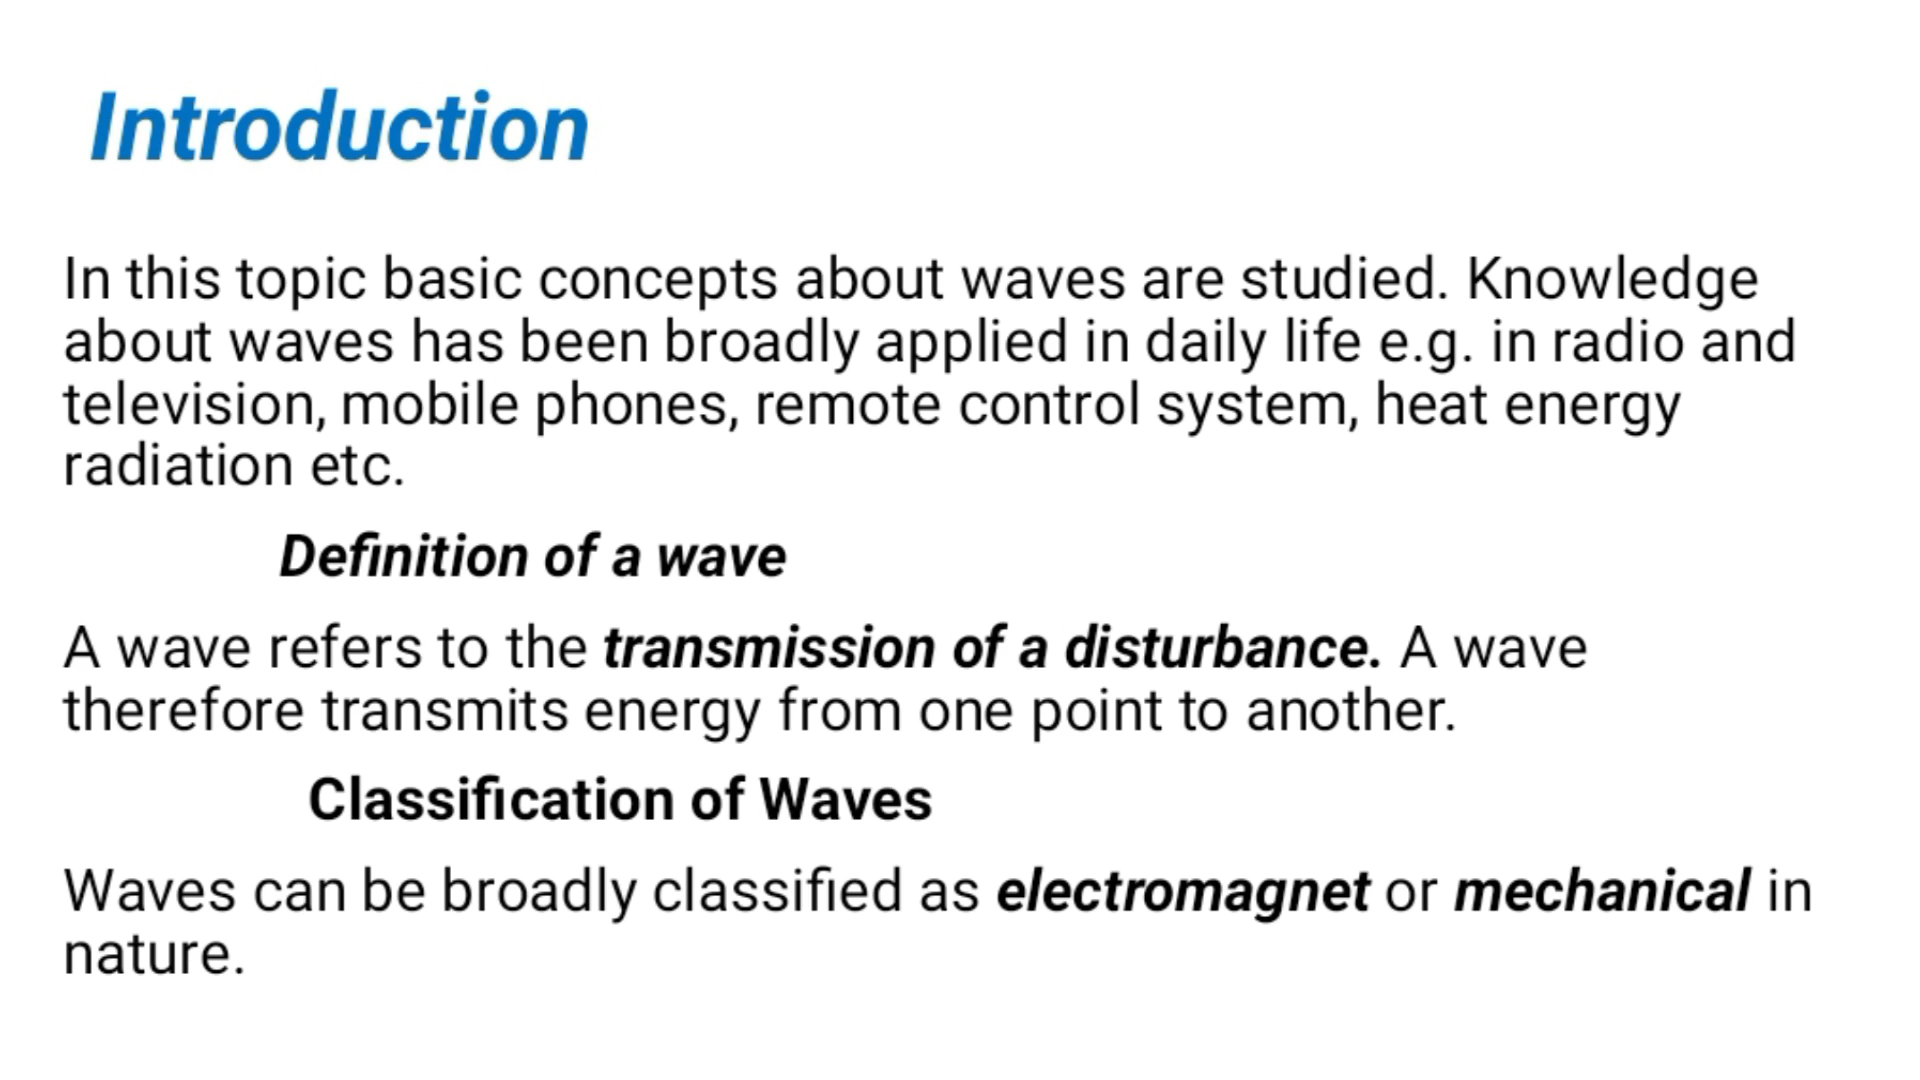 Introduction
In this topic basic concepts about waves are studied. Knowledge
about waves has been broadly applied in daily life e.g. in radio and
television, mobile phones, remote control system, heat energy
radiation etc.
Definition of a wave
A wave refers to the transmission of a disturbance. A wave
therefore transmits energy from one point to another.
Classification of Waves
Waves can be broadly classified as electromagnet or mechanical in
nature.